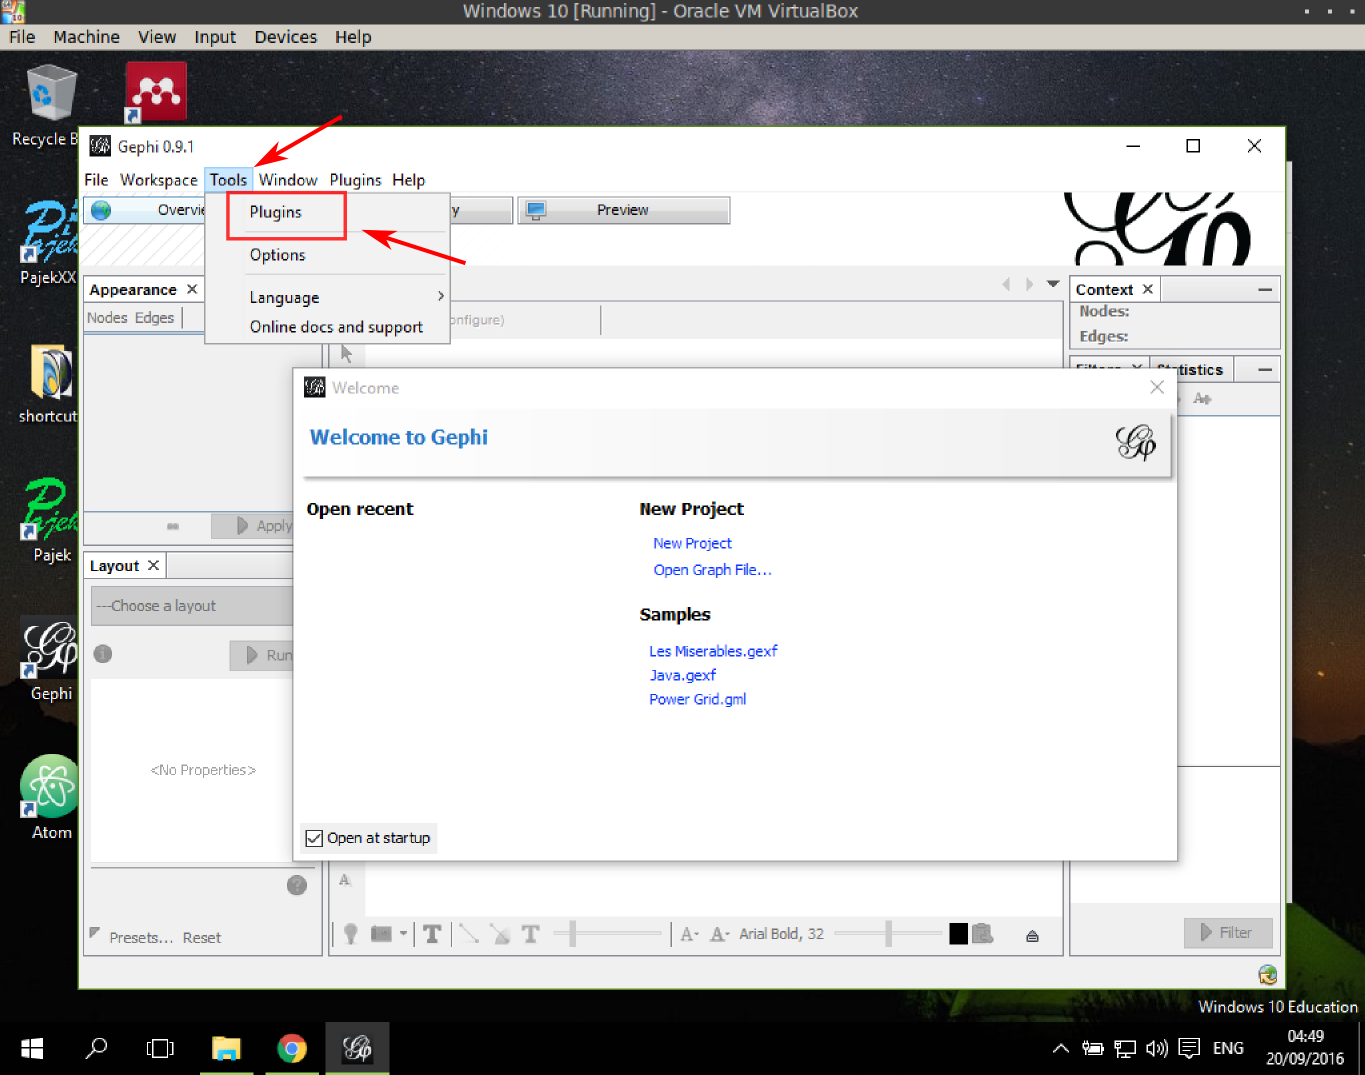 Windows 10 [Running] - Oracle VM VirtualBox
File Machine View Input Devices Help
Recycle B
Gephi 0.9.1
File Workspace Tools Window Plugins Help
Overvie
y
Preview
Plugins
Options
Language
Online docs and support
PajekXX
Appearance
Nodes Edges
onfigure)
Context
Nodes:
Edges:
Filters
Statistics
shortcut
Welcome
Welcome to Gephi
Open recent
New Project
New Project
Open Graph File...
Samples
Les Miserables.gexf
Java.gexf
Power Grid.gml
Open at startup
Apply
Pajek
Layout
---Choose a layout
Run
Gephi
<No Properties>
Atom
Presets... Reset
Arial Bold, 32
Filter
Windows 10 Education
ENG
04:49
20/09/2016